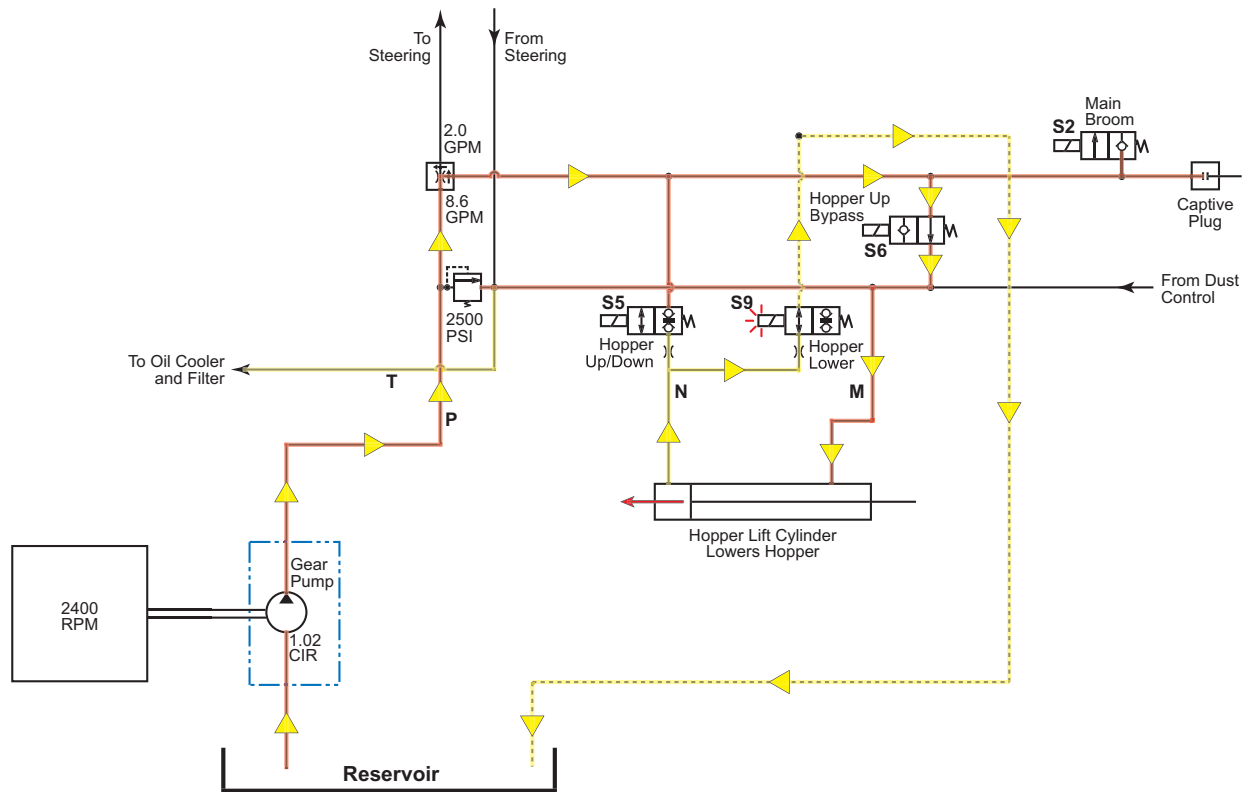 To
Steering
From
Steering
2.0
GPM
8.6
GPM
Main
Broom
S2
Captive
Plug
Hopper Up
Bypass
S6
From Dust
Control
2500
PSI
S5
Hopper
Up/Down
S9
Hopper
Lower
To Oil Cooler
and Filter
T
N
M
P
Hopper Lift Cylinder
Lowers Hopper
Gear
Pump
2400
RPM
1.02
CIR
Reservoir